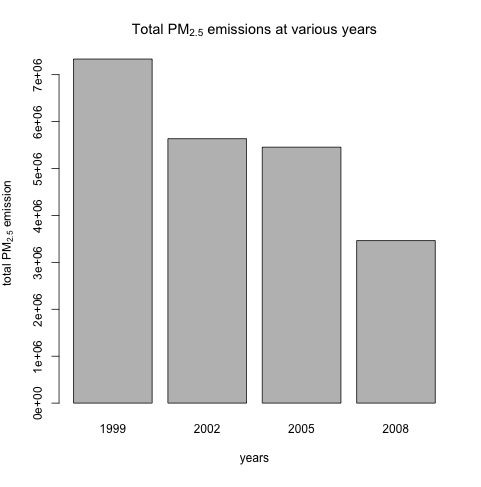 Total PM2.5 emissions at various years
total PM2.5 emission
7e+06
6e+06
5e+06
4e+06
3e+06
2e+06
1e+06
0e+00
1999 2002 2005 2008
years